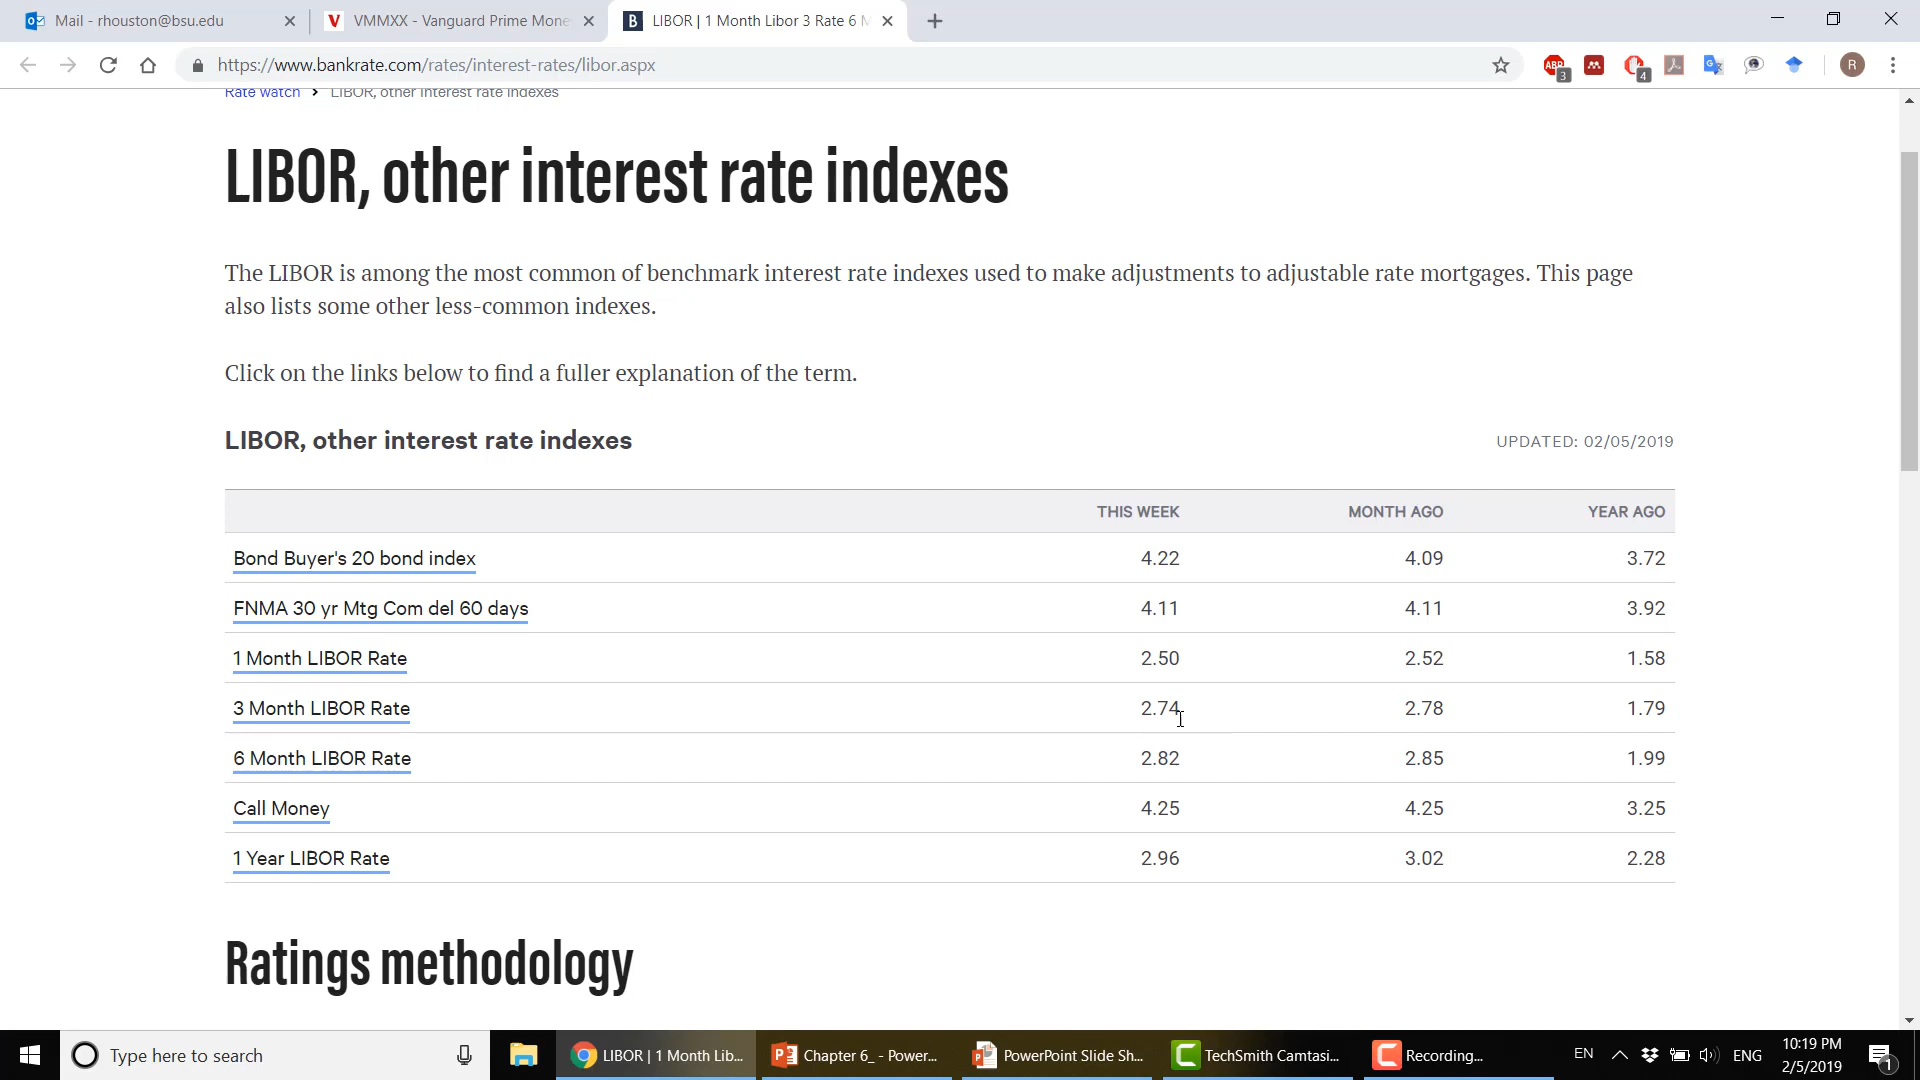 Mail - rhouston@bsu.edu
VMMXX - Vanguard Prime Mone
LIBOR | 1 Month Libor 3 Rate 6 M
https://www.bankrate.com/rates/interest-rates/libor.aspx
ABP 3
4
R
Rate watch > LIBOR, other interest rate indexes
LIBOR, other interest rate indexes
The LIBOR is among the most common of benchmark interest rate indexes used to make adjustments to adjustable rate mortgages. This page
also lists some other less-common indexes.
Click on the links below to find a fuller explanation of the term.
LIBOR, other interest rate indexes
UPDATED: 02/05/2019
THIS WEEK MONTH AGO YEAR AGO
Bond Buyer's 20 bond index 4.22 4.09 3.72
FNMA 30 yr Mtg Com del 60 days 4.11 4.11 3.92
1 Month LIBOR Rate 2.50 2.52 1.58
3 Month LIBOR Rate 2.74 2.78 1.79
6 Month LIBOR Rate 2.82 2.85 1.99
Call Money 4.25 4.25 3.25
1 Year LIBOR Rate 2.96 3.02 2.28
Ratings methodology
Type here to search
LIBOR | 1 Month Lib...
Chapter 6_ - Power...
PowerPoint Slide Sh...
TechSmith Camtasi...
Recording...
EN
ENG
10:19 PM
2/5/2019
1